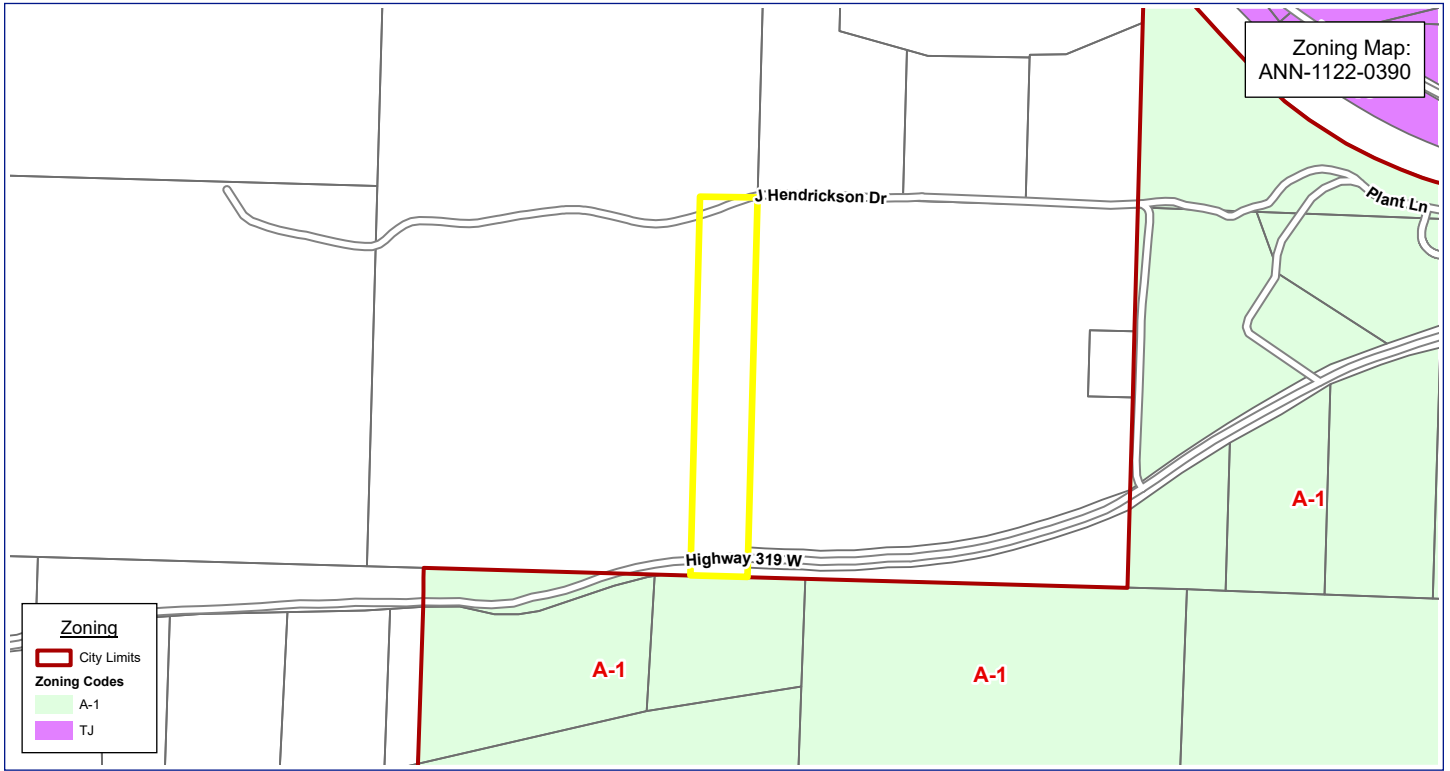 Zoning Map:
ANN-1122-0390
J Hendrickson Dr
Plant Ln
A-1
Highway 319 W
A-1
A-1
Zoning
City Limits
Zoning Codes
A-1
TJ